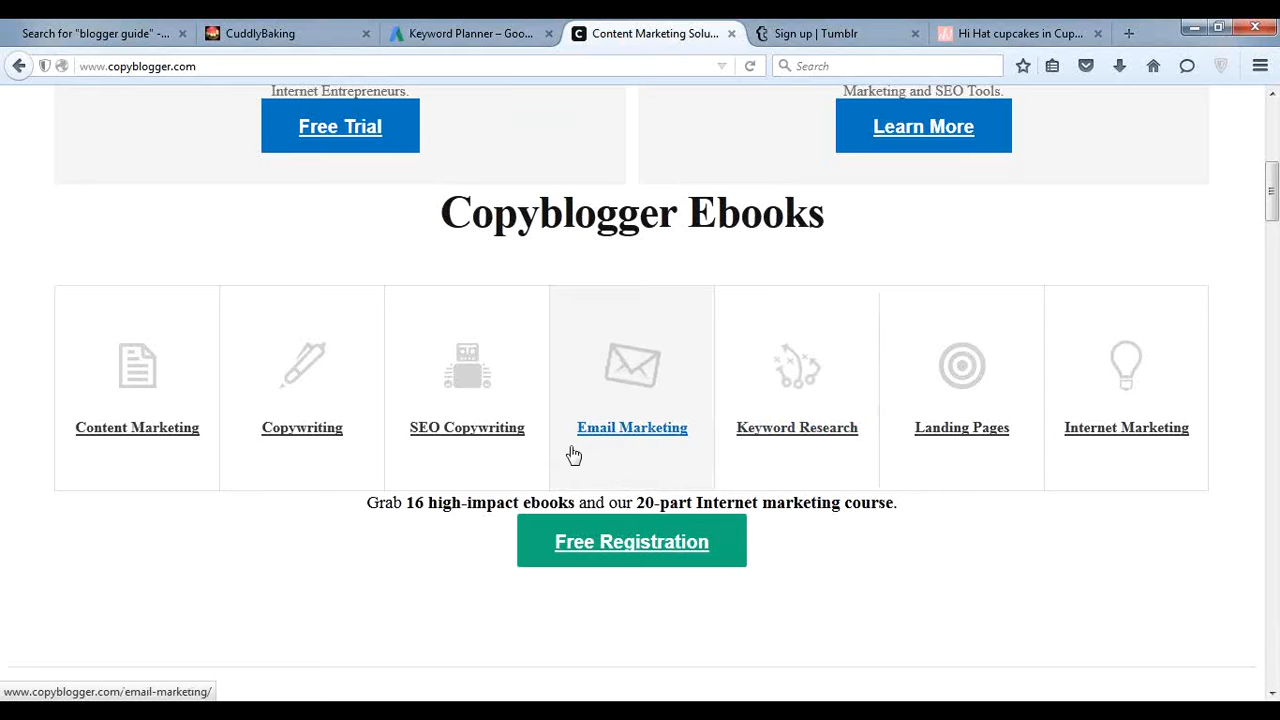 Search for "blogger guide" -...
CuddlyBaking
Keyword Planner – Go...
Content Marketing Solu...
Sign up | Tumblr
Hi Hat cupcakes in Cup...
www.copyblogger.com
Search
Internet Entrepreneurs.
Marketing and SEO Tools.
Free Trial
Learn More
Copyblogger Ebooks
Content Marketing
Copywriting
SEO Copywriting
Email Marketing
Keyword Research
Landing Pages
Internet Marketing
Grab 16 high-impact ebooks and our 20-part Internet marketing course.
Free Registration
www.copyblogger.com/email-marketing/